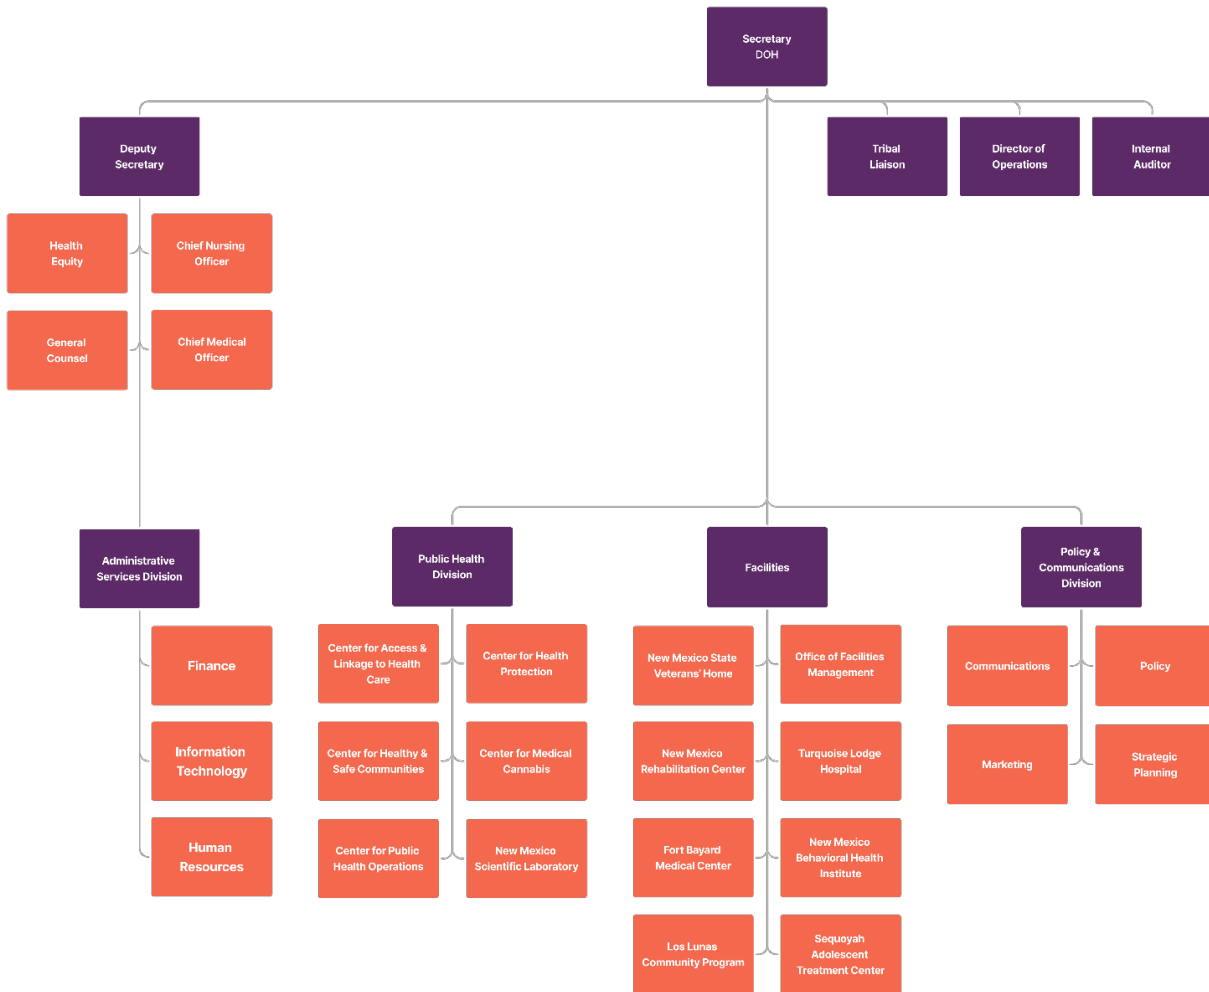 Secretary
DOH
Deputy
Secretary
Tribal
Liaison
Director of
Operations
Internal
Auditor
Health
Equity
Chief Nursing
Officer
General
Counsel
Chief Medical
Officer
Administrative
Services Division
Public Health
Division
Facilities
Policy &
Communications
Division
Finance
Information
Technology
Human
Resources
Center for Access &
Linkage to Health
Care
Center for Health
Protection
Center for Healthy &
Safe Communities
Center for Medical
Cannabis
Center for Public
Health Operations
New Mexico
Scientific Laboratory
New Mexico State
Veterans' Home
Office of Facilities
Management
New Mexico
Rehabilitation Center
Turquoise Lodge
Hospital
Fort Bayard
Medical Center
New Mexico
Behavioral Health
Institute
Los Lunas
Community Program
Sequoyah
Adolescent
Treatment Center
Communications
Policy
Marketing
Strategic
Planning